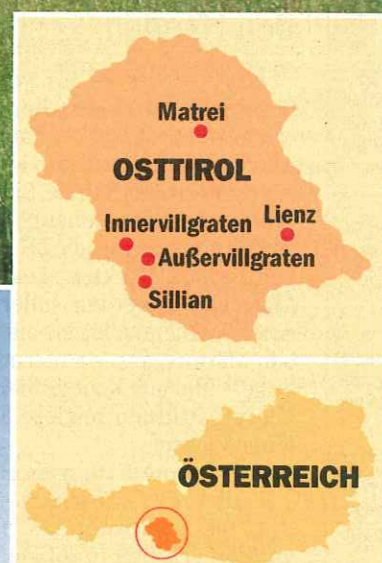 Matrei
OSTTIROL
Innervillgraten Lienz
Außervillgraten
Sillian
ÖSTERREICH